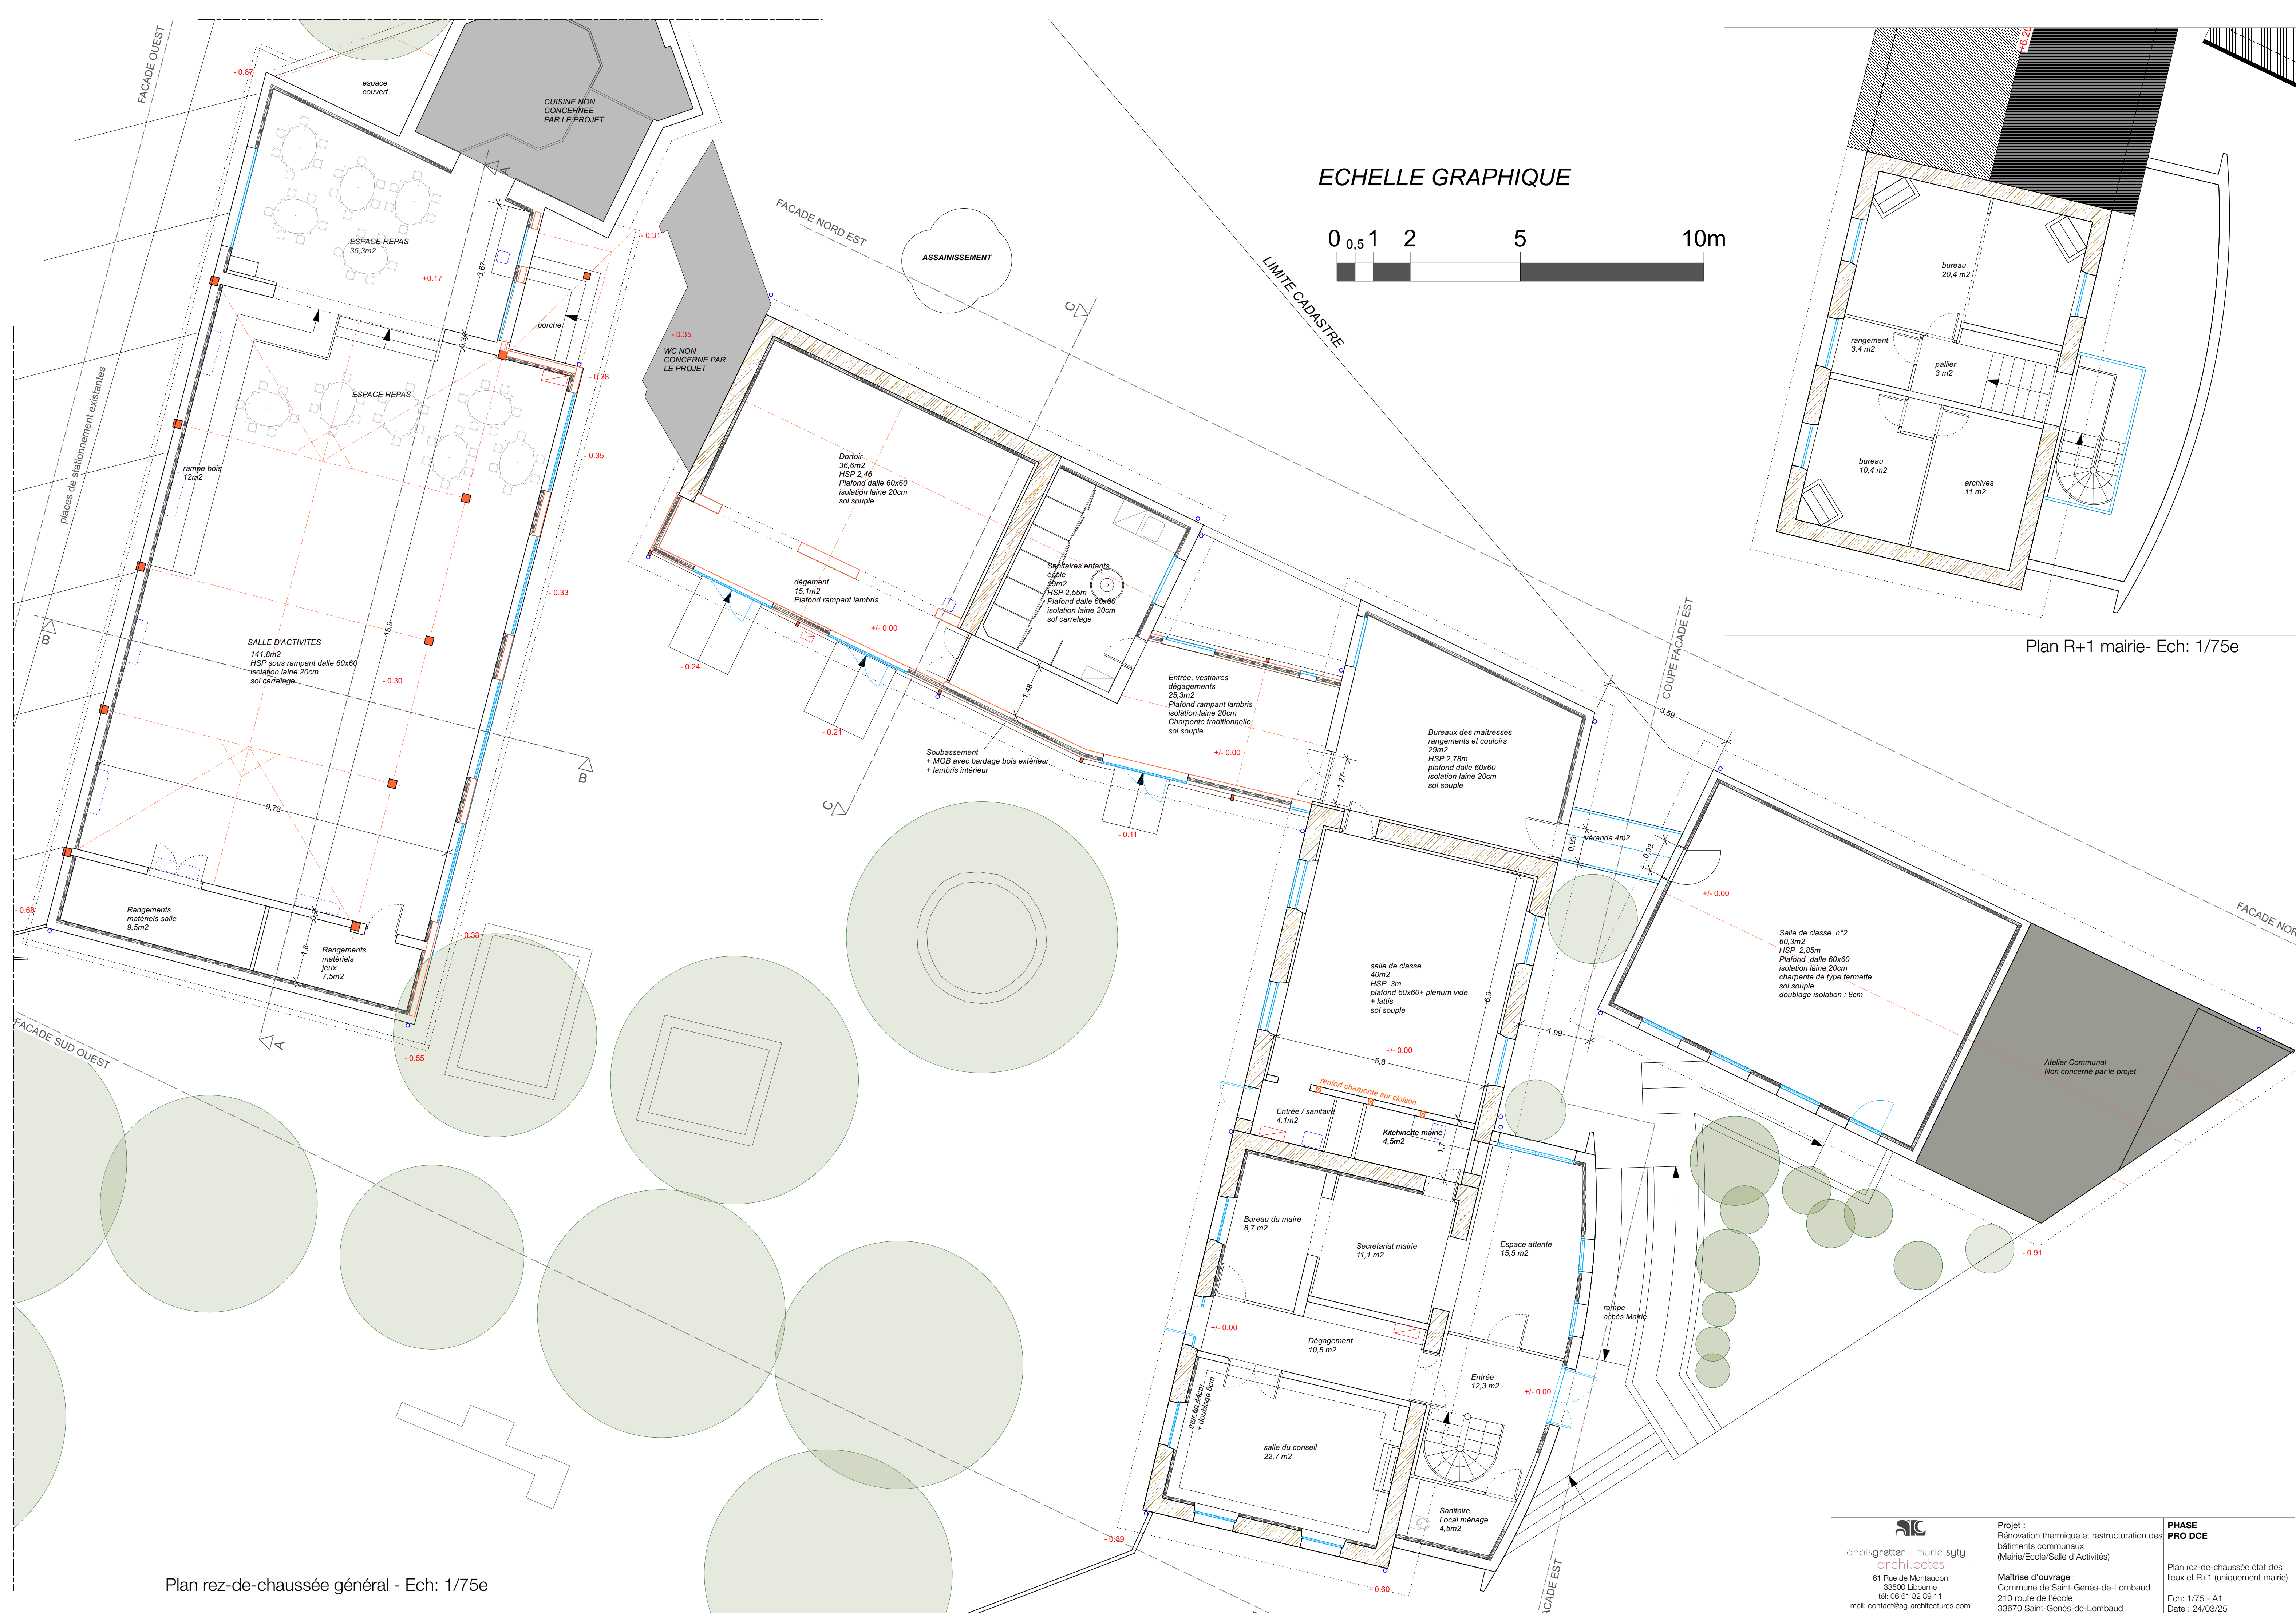 FACADE OUEST
- 0.87
espace
couvert
CUISINE NON
CONCERNEE
PAR LE PROJET
A
ESPACE REPAS
35,3m2
+0.17
3,67
- 0.31
porche
0,34
- 0.38
ESPACE REPAS
- 0.35
places de stationnement existantes
rampe bois
12m2
- 0.33
B
SALLE D'ACTIVITES
141,8m2
HSP sous rampant dalle 60x60
isolation laine 20cm
sol carrelage
15,9
- 0.30
B
9,78
- 0.66
Rangements
matériels salle
9,5m2
0,2
1,8
Rangements
matériels
jeux
7,5m2
- 0.33
A
- 0.55
FACADE SUD OUEST
- 0.35
WC NON
CONCERNE PAR
LE PROJET
FACADE NORD EST
ASSAINISSEMENT
C
LIMITE CADASTRE
ECHELLE GRAPHIQUE
0 0,5 1 2 5 10m
Dortoir
36,6m2
HSP 2,46
Plafond dalle 60x60
isolation laine 20cm
sol souple
dégement
15,1m2
Plafond rampant lambris
+/- 0.00
- 0.24
- 0.21
Sanitaires enfants
école
19m2
HSP 2,55m
Plafond dalle 60x60
isolation laine 20cm
sol carrelage
1,48
C
Soubassement
+ MOB avec bardage bois extérieur
+ lambris intérieur
Entrée, vestiaires
dégagements
25,3m2
Plafond rampant lambris
isolation laine 20cm
Charpente traditionnelle
sol souple
+/- 0.00
- 0.11
1,27
Bureaux des maîtresses
rangements et couloirs
29m2
HSP 2,78m
plafond dalle 60x60
isolation laine 20cm
sol souple
COUPE FACADE EST
3,59
0,93
véranda 4m2
0,93
+/- 0.00
Salle de classe n°2
60,3m2
HSP 2,85m
Plafond dalle 60x60
isolation laine 20cm
charpente de type fermette
sol souple
doublage isolation : 8cm
FACADE NOR
Atelier Communal
Non concerné par le projet
- 0.91
salle de classe
40m2
HSP 3m
plafond 60x60+ plenum vide
+ lattis
sol souple
6,9
1,99
+/- 0.00
5,8
renfort charpente sur cloison
Entrée / sanitaire
4,1m2
Kitchinette mairie
4,5m2
1,7
Bureau du maire
8,7 m2
Secretariat mairie
11,1 m2
Espace attente
15,5 m2
rampe
accès Mairie
+/- 0.00
Dégagement
10,5 m2
Entrée
12,3 m2
+/- 0.00
mur ép 44cm
+ doublage 8cm
salle du conseil
22,7 m2
Sanitaire
Local ménage
4,5m2
- 0.39
- 0.60
ACADE EST
+6.20
bureau
20,4 m2
rangement
3,4 m2
pallier
3 m2
bureau
10,4 m2
archives
11 m2
Plan R+1 mairie- Ech: 1/75e
Plan rez-de-chaussée général - Ech: 1/75e
anaisgretter + murielsyty
architectes
61 Rue de Montaudon
33500 Libourne
tél: 06 61 82 89 11
mail: contact@ag-architectures.com
Projet :
Rénovation thermique et restructuration des
bâtiments communaux
(Mairie/Ecole/Salle d'Activités)
Maîtrise d'ouvrage :
Commune de Saint-Genès-de-Lombaud
210 route de l'école
33670 Saint-Genès-de-Lombaud
PHASE
PRO DCE
Plan rez-de-chaussée état des
lieux et R+1 (uniquement mairie)
Ech: 1/75 - A1
Date : 24/03/25